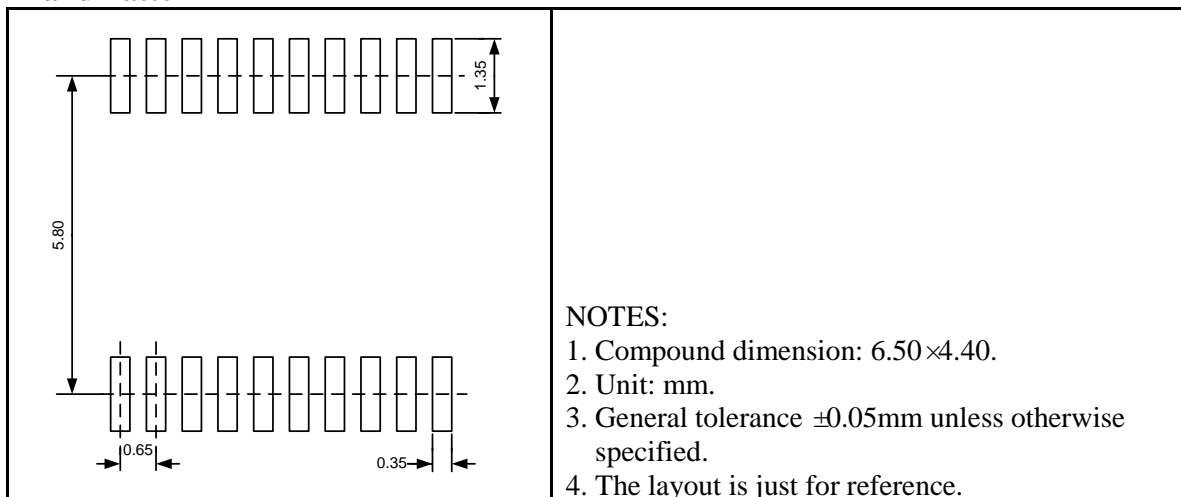 1.35
5.80
0.65
0.35
NOTES:
1. Compound dimension: 6.50×4.40.
2. Unit: mm.
3. General tolerance ±0.05mm unless otherwise
specified.
4. The layout is just for reference.